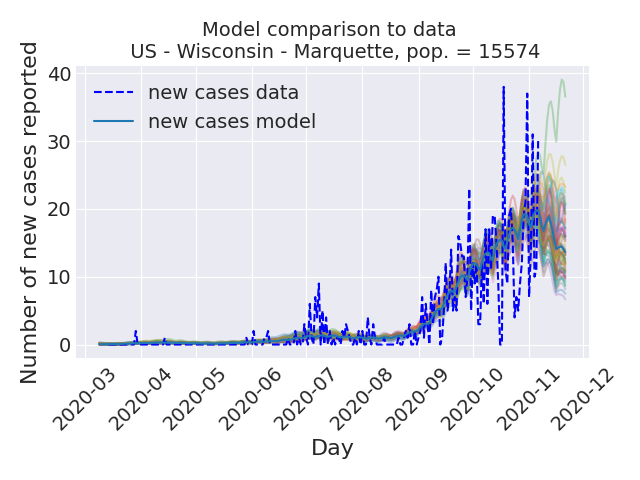 Model comparison to data
US - Wisconsin - Marquette, pop. = 15574
Number of new cases reported
40
30
20
10
0
new cases data
new cases model
2020-03
2020-04
2020-05
2020-06
2020-07
2020-08
2020-09
2020-10
2020-11
2020-12
Day